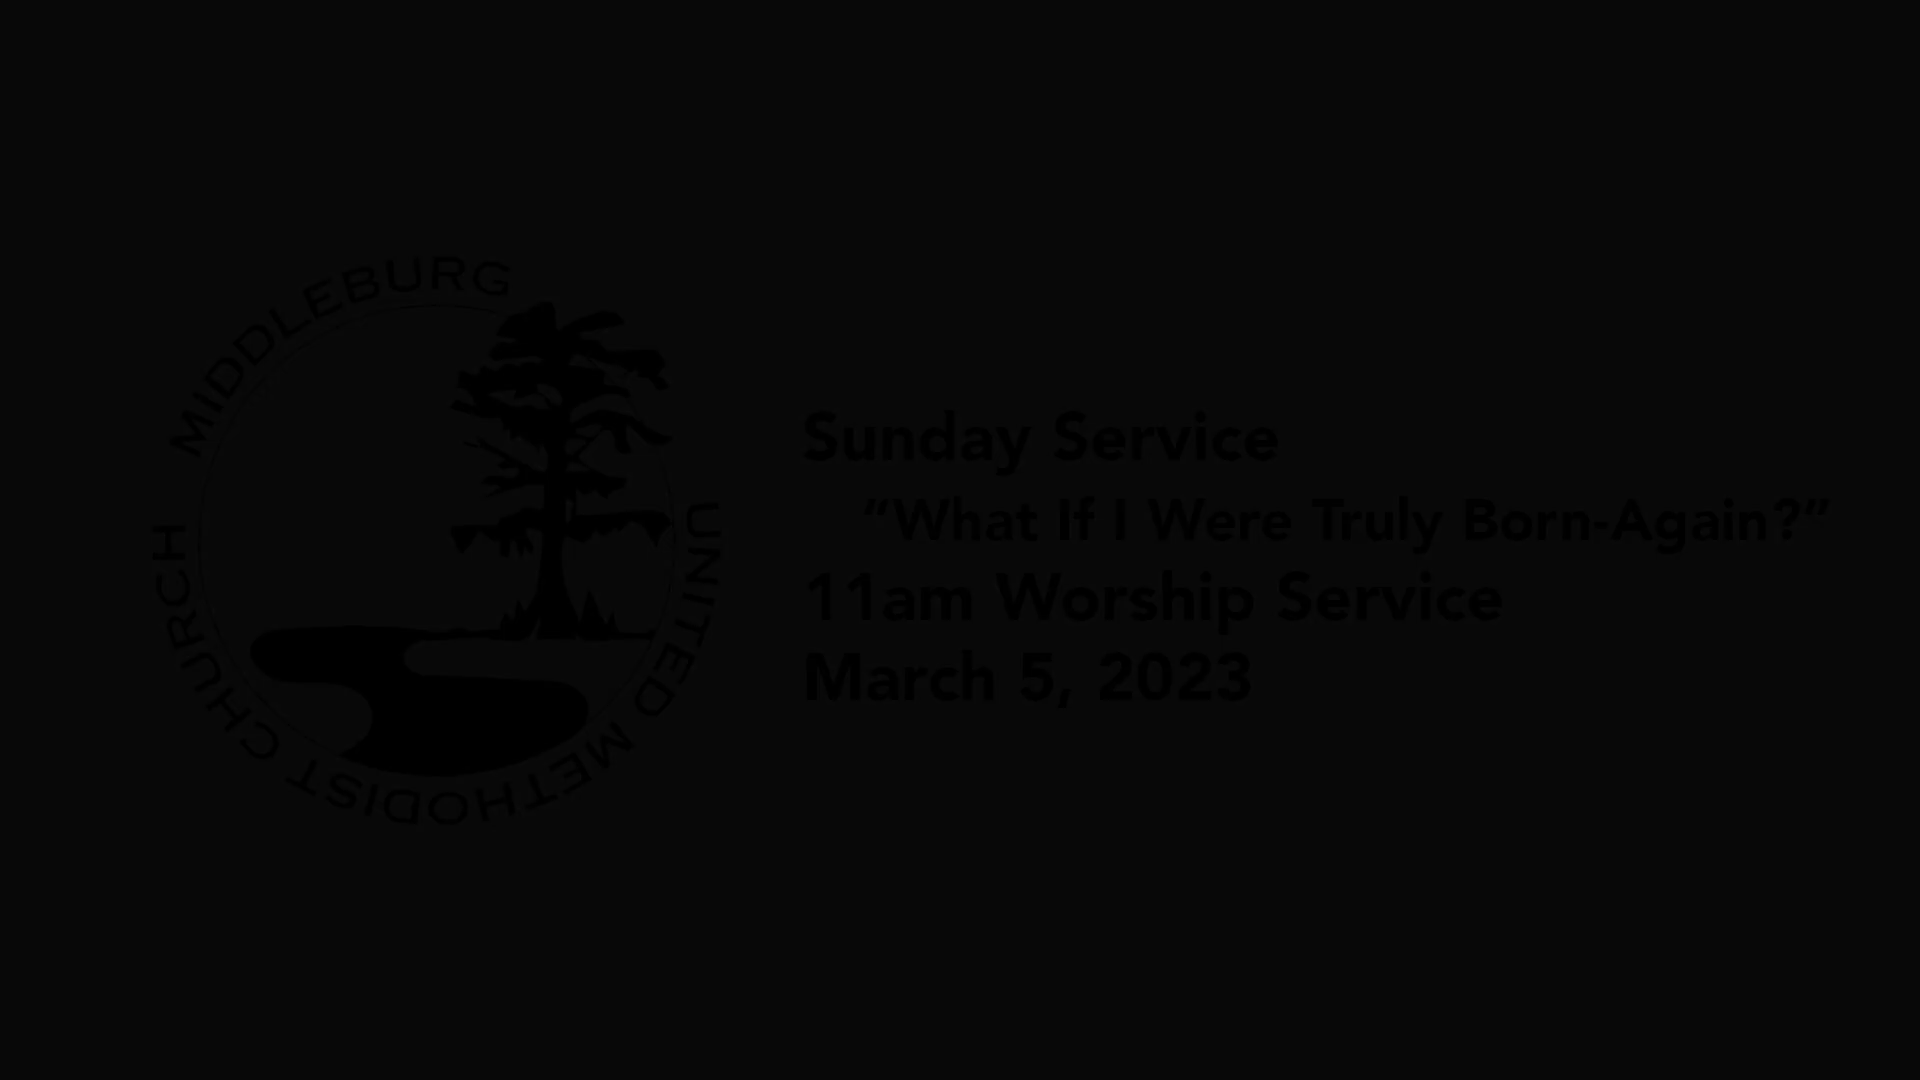 MIDDLEBURG
UNITED METHODIST CHURCH
Sunday Service
"What If I Were Truly Born-Again?"
11am Worship Service
March 5, 2023